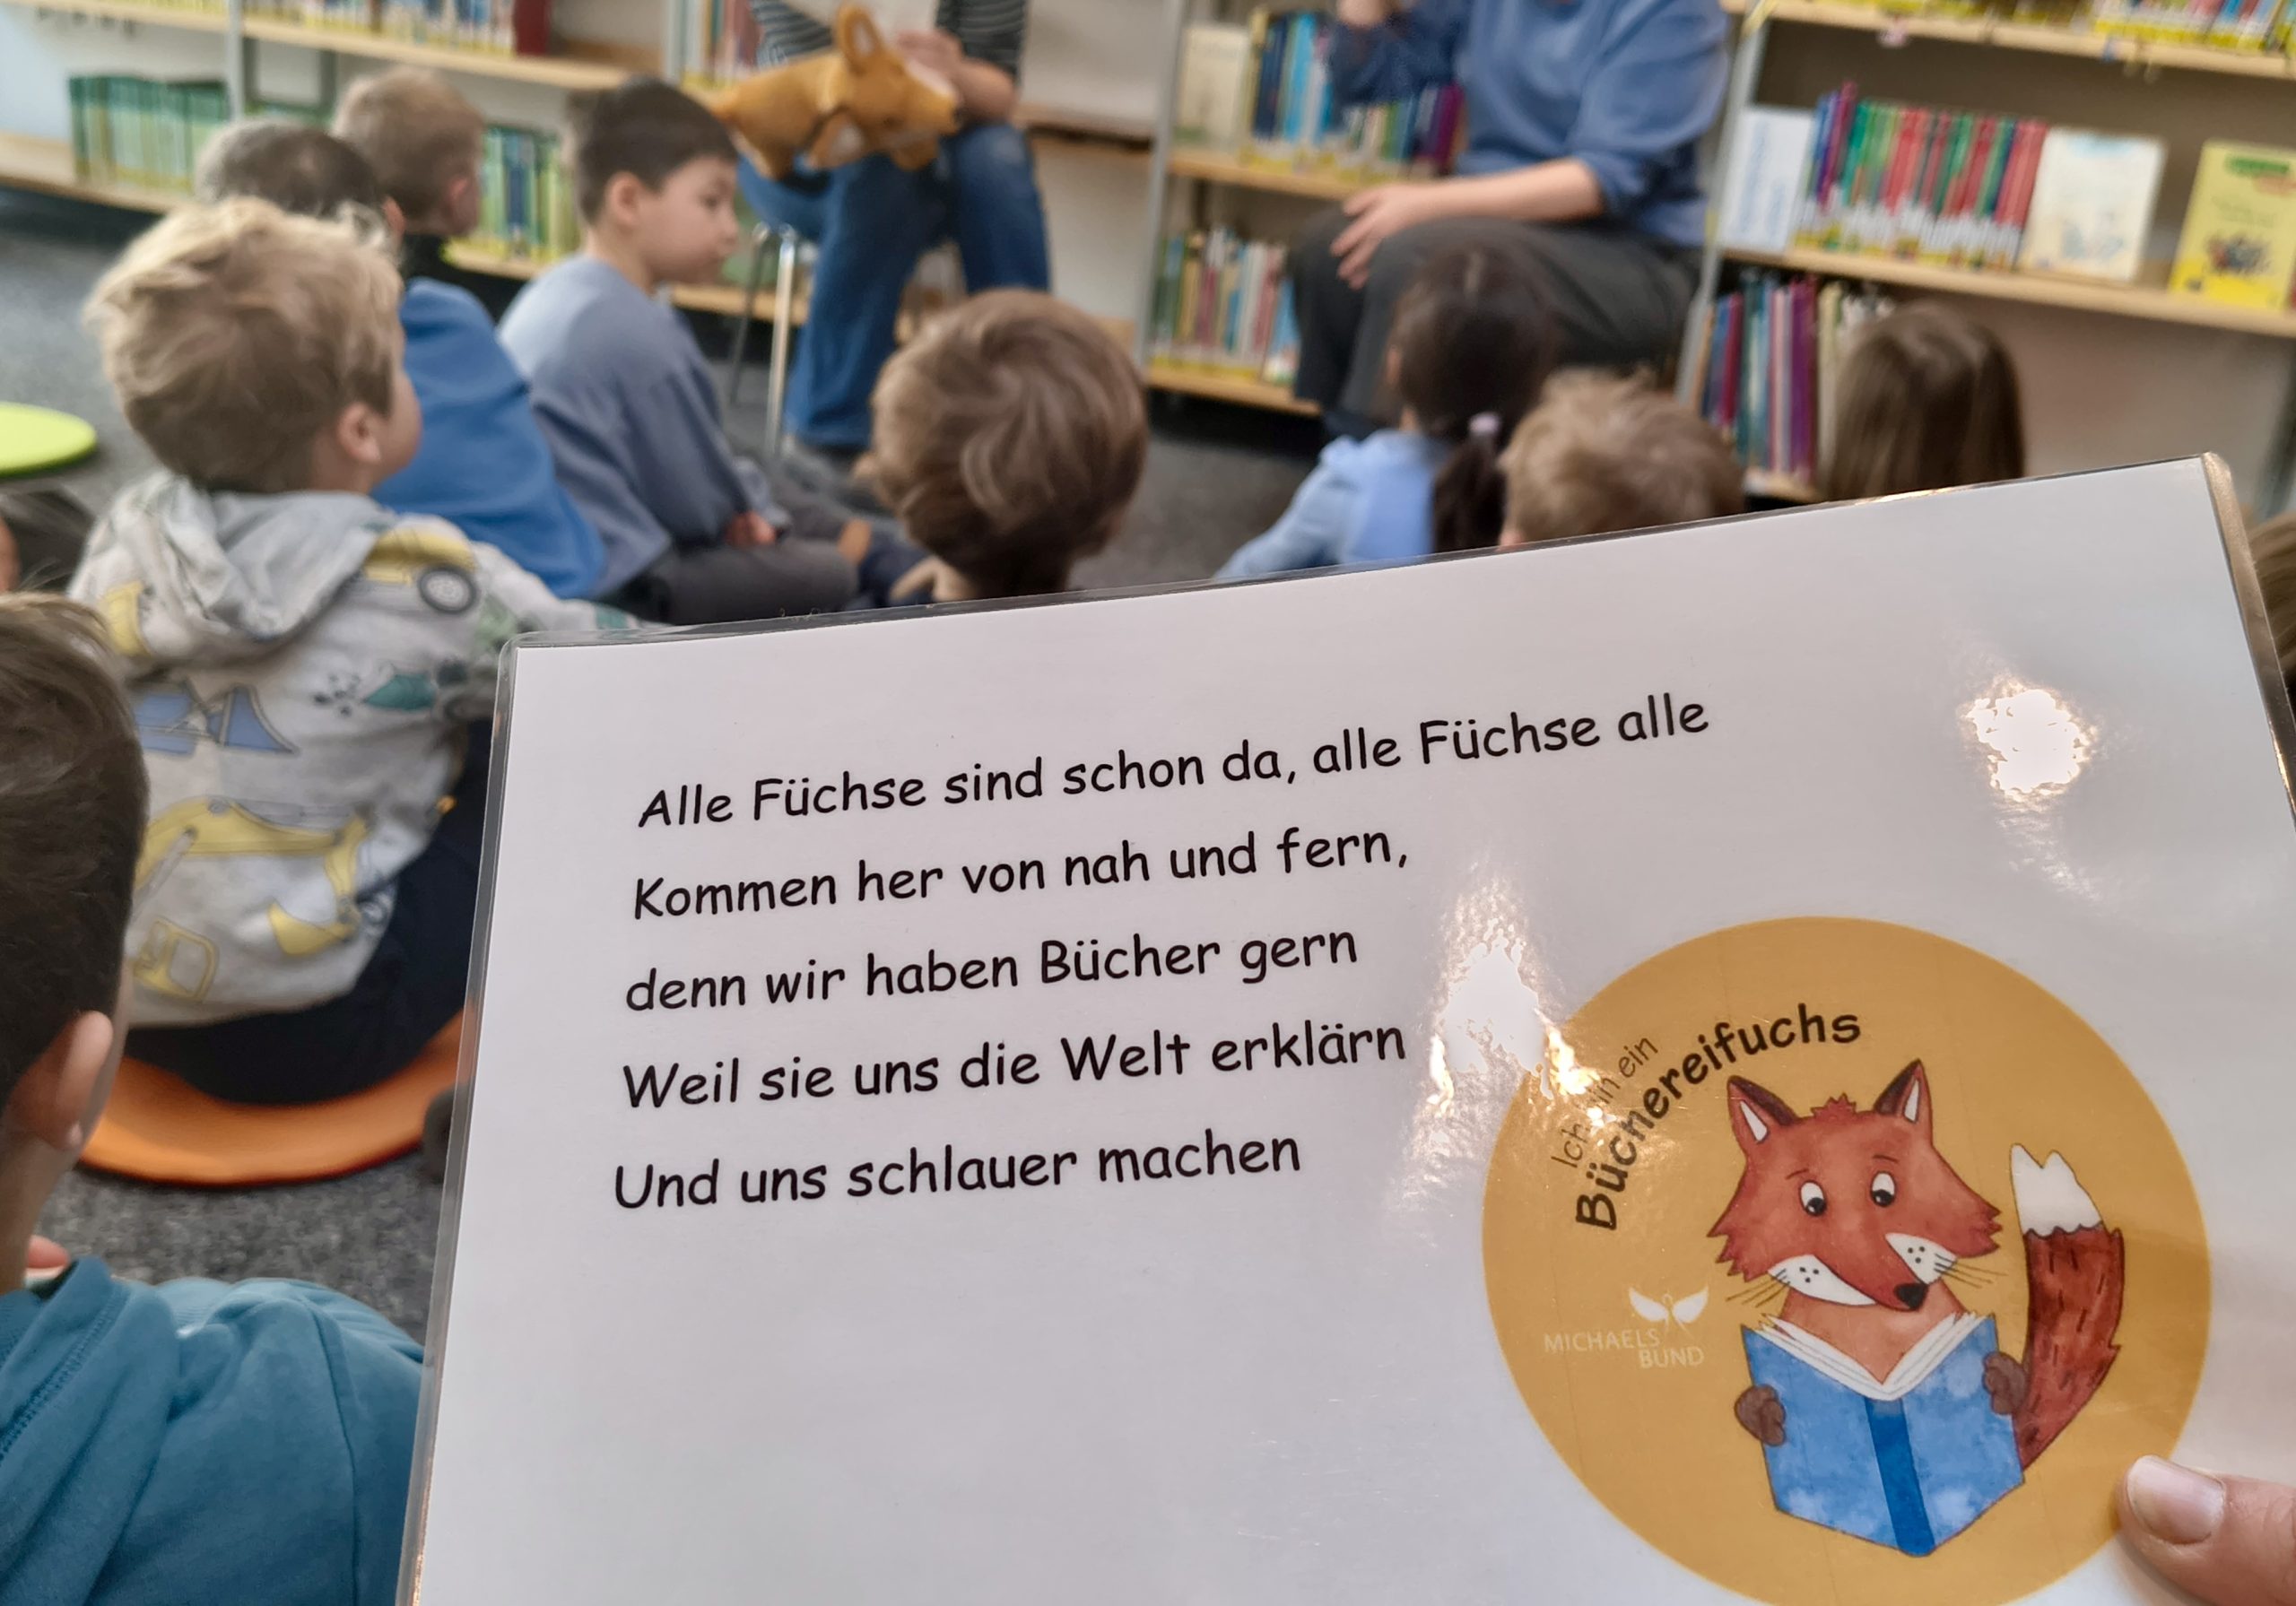 Alle Füchse sind schon da, alle Füchse alle
Kommen her von nah und fern,
denn wir haben Bücher gern
Weil sie uns die Welt erklärn
Und uns schlauer machen
Ich ein
Büchereifuchs
MICHAELS
BUND